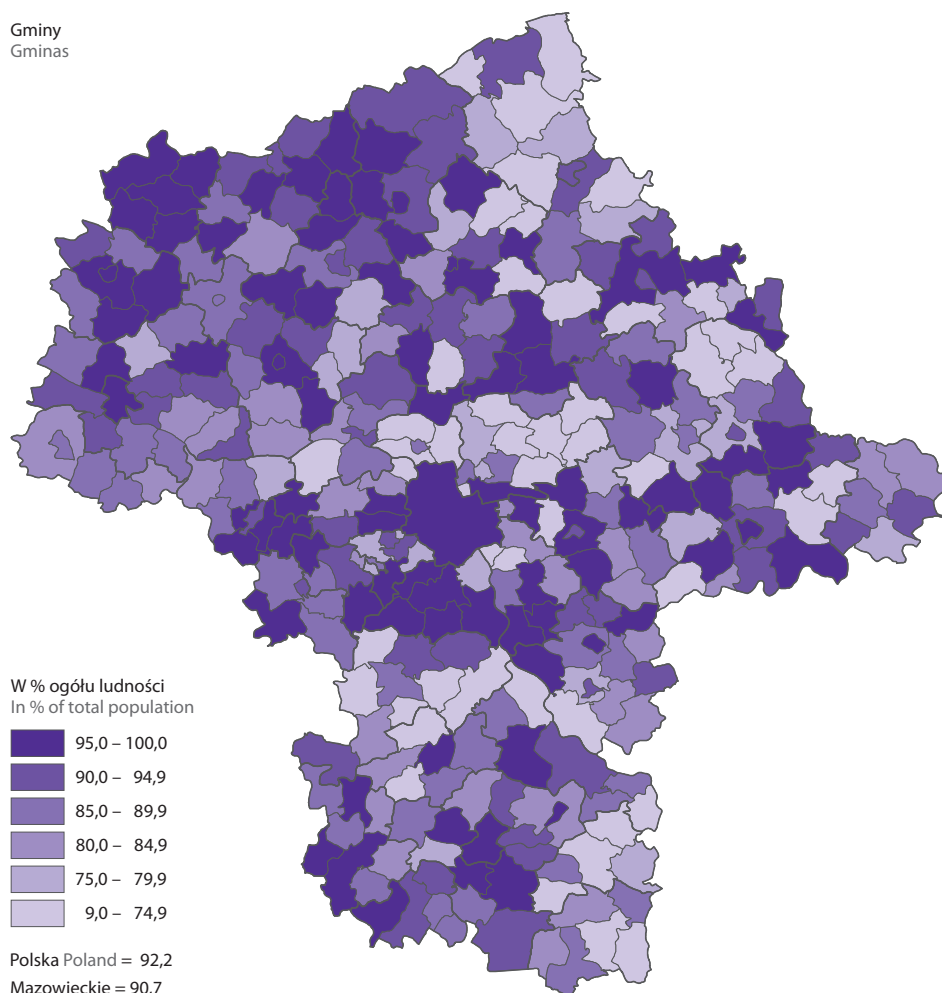 Gminy
Gminas
W % ogółu ludności
In % of total population
95,0 – 100,0
90,0 – 94,9
85,0 – 89,9
80,0 – 84,9
75,0 – 79,9
9,0 – 74,9
Polska Poland = 92,2
Mazowieckie = 90,7